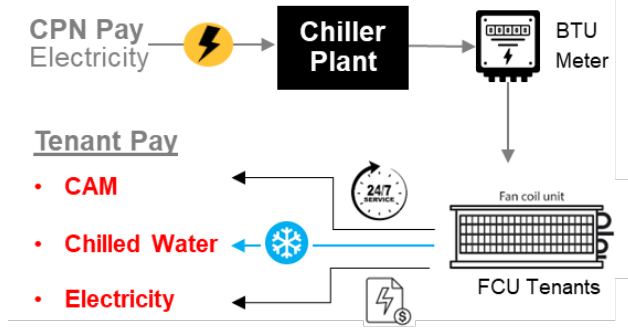 CPN Pay
Electricity
Chiller
Plant
BTU
Meter
Tenant Pay
• CAM
24/7
SERVICE
Fan coil unit
• Chilled Water
FCU Tenants
• Electricity
$